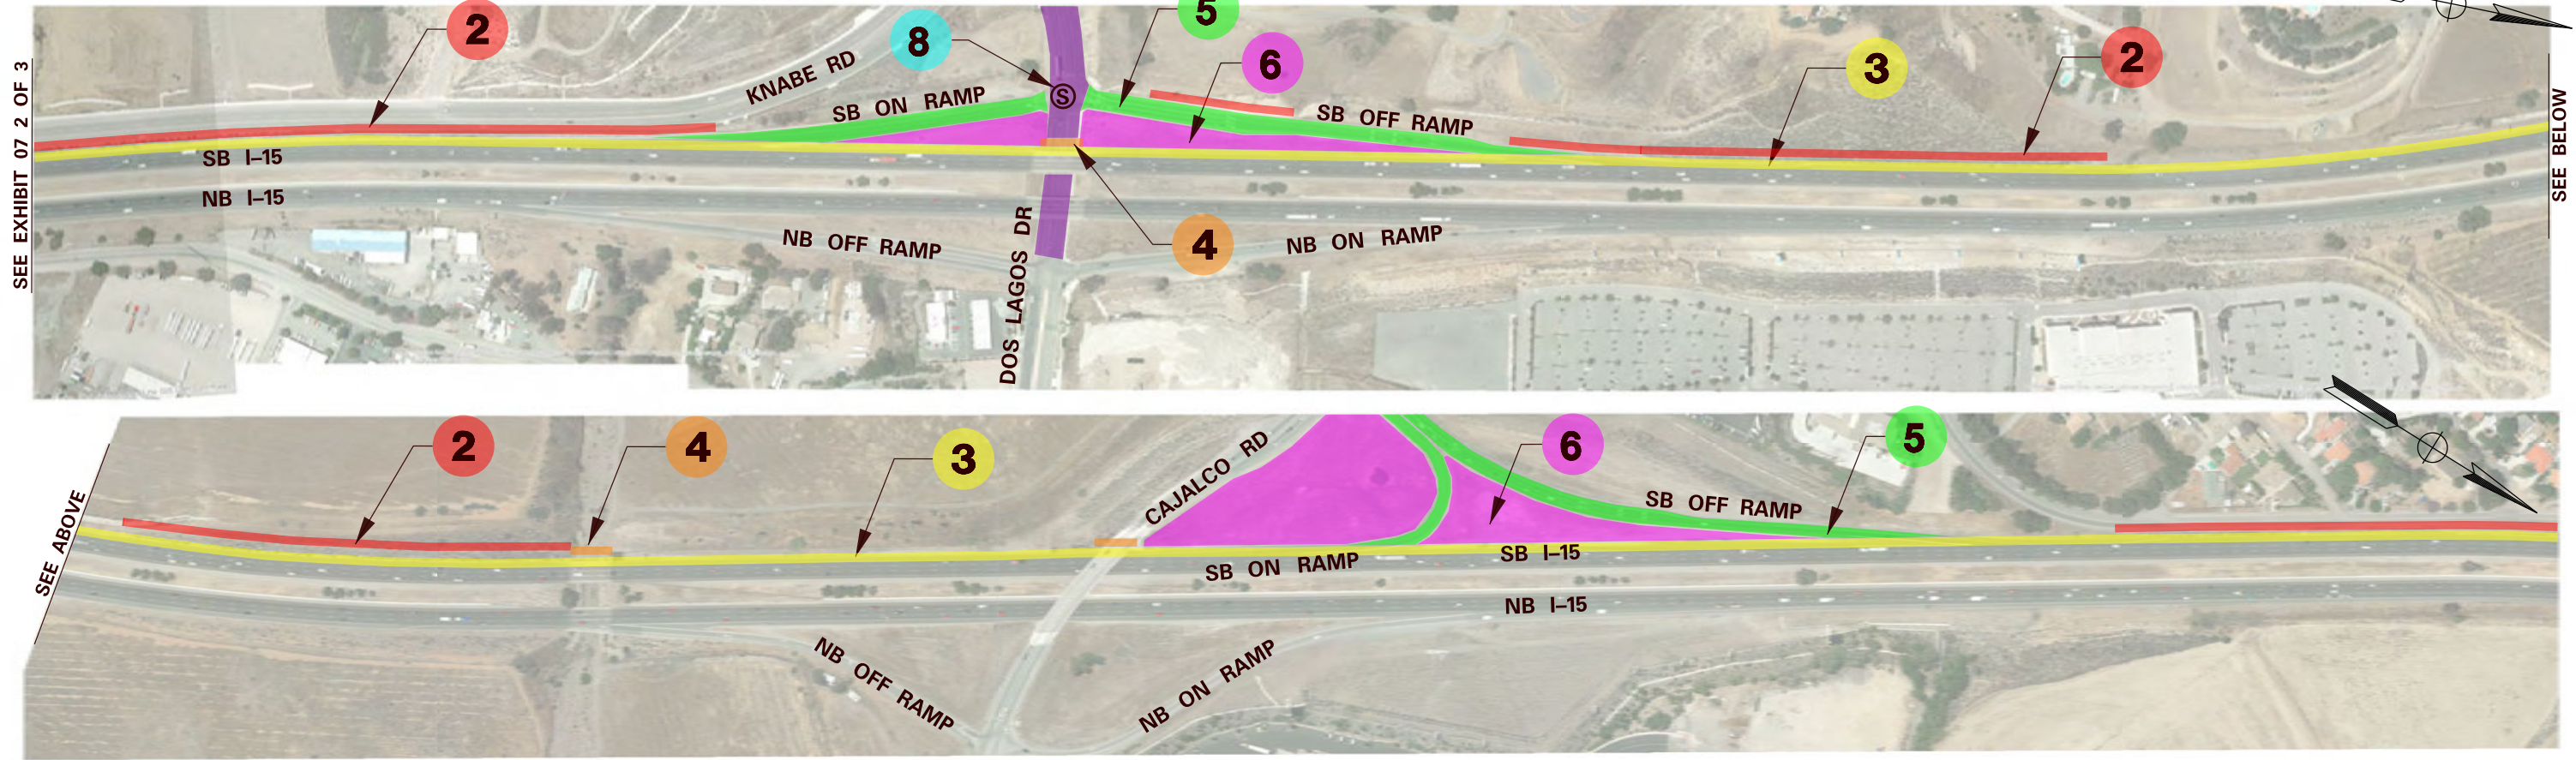 SEE EXHIBIT 07 2 OF 3
2
KNABE RD
8
5
6
3
2
SB ON RAMP
S
SB OFF RAMP
SB I-15
NB I-15
NB OFF RAMP
DOS LAGOS DR
4
NB ON RAMP
SEE BELOW
SEE ABOVE
2
4
3
CAJALCO RD
6
5
SB OFF RAMP
SB ON RAMP
SB I-15
NB I-15
NB OFF RAMP
NB ON RAMP